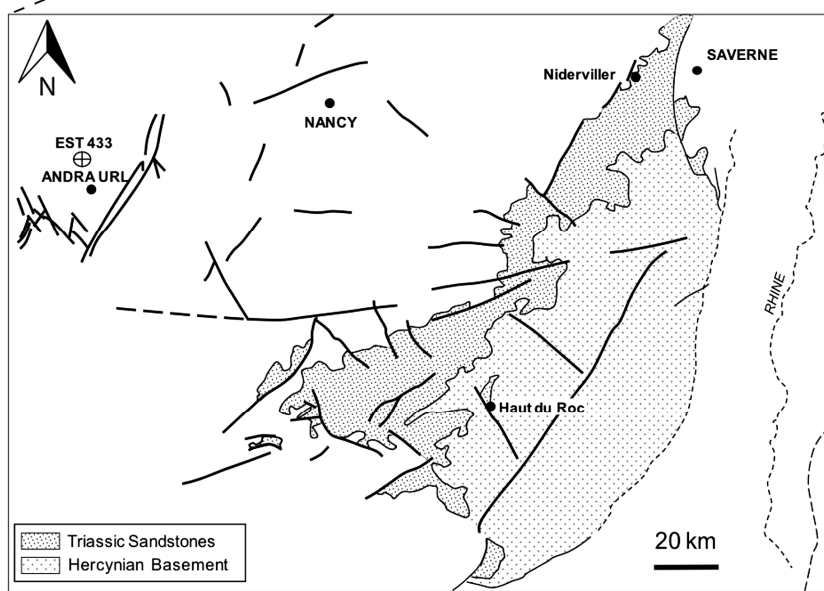 N
SAVERNE
Niderviller
NANCY
EST 433
ANDRA URL
RHINE
Haut du Roc
Triassic Sandstones
Hercynian Basement
20 km